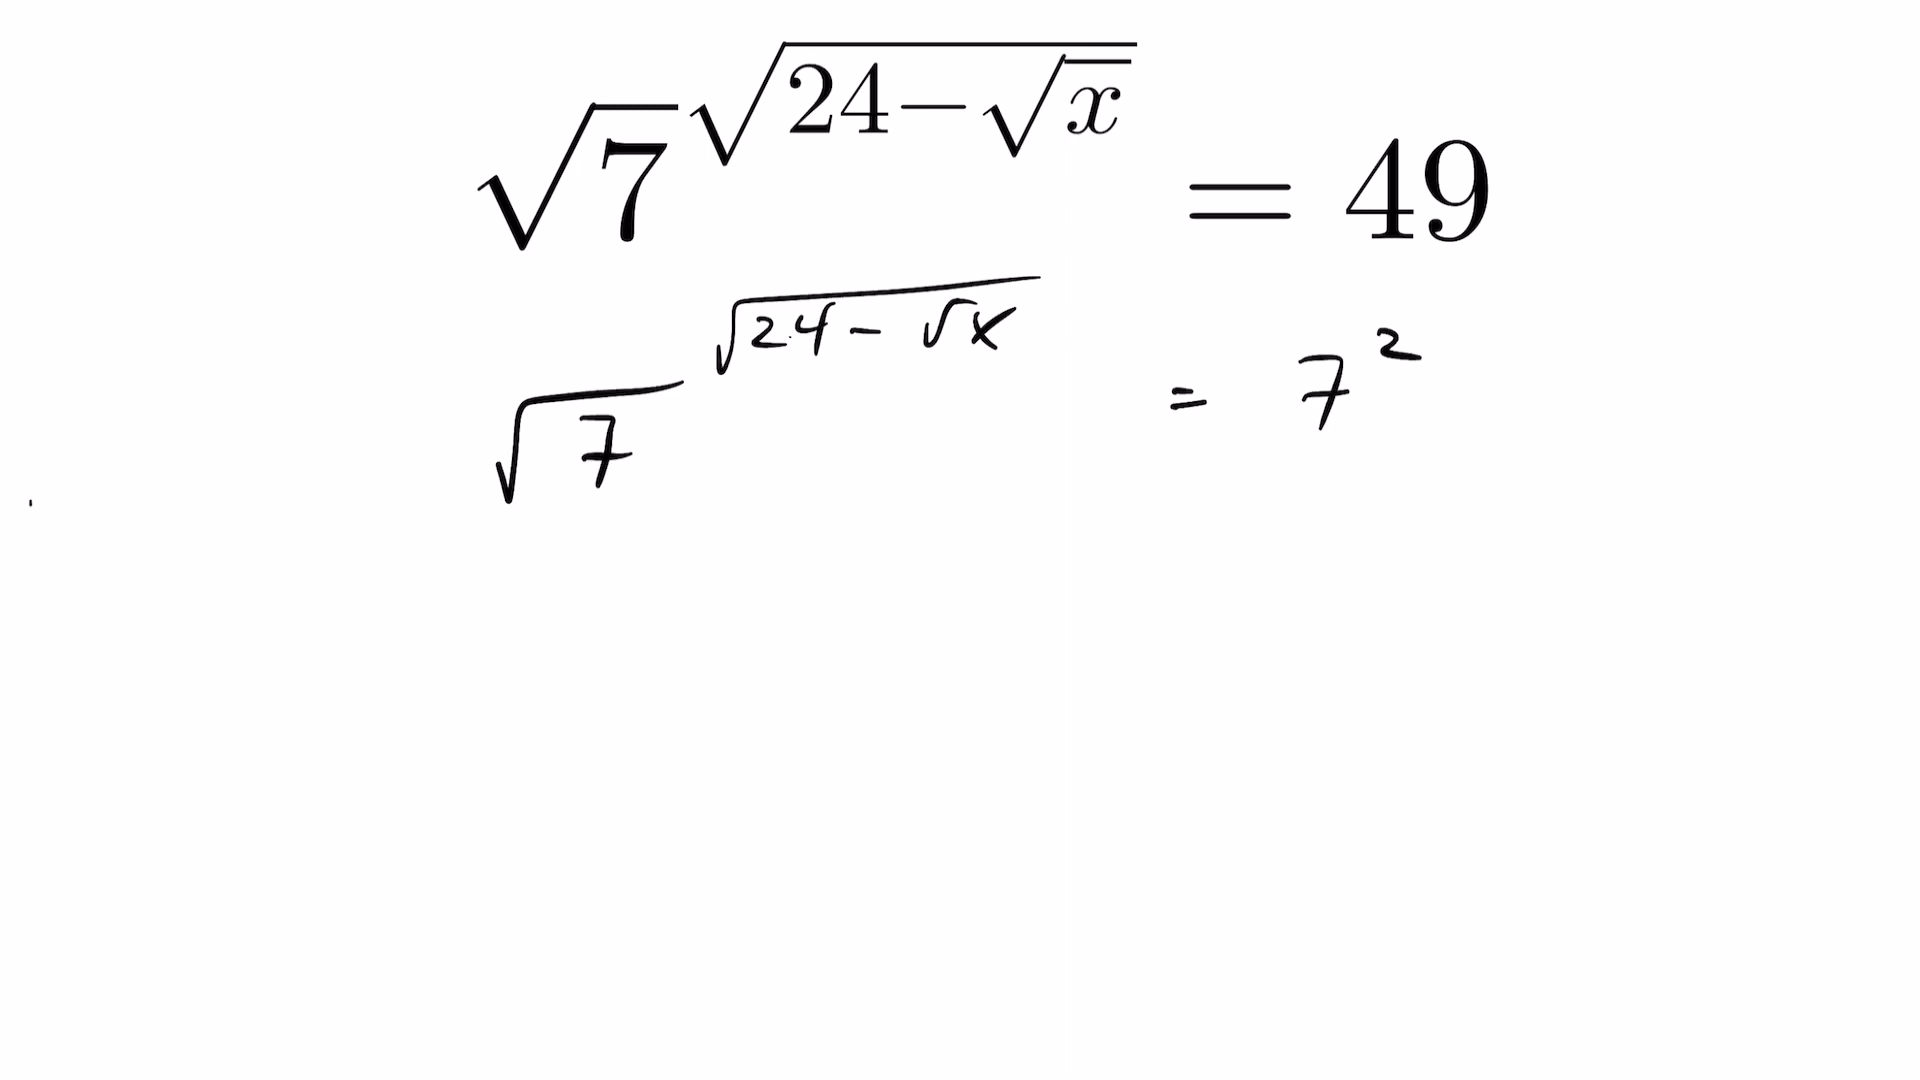 √7^√(24−√x) = 49
√7^√(24−√x) = 7²